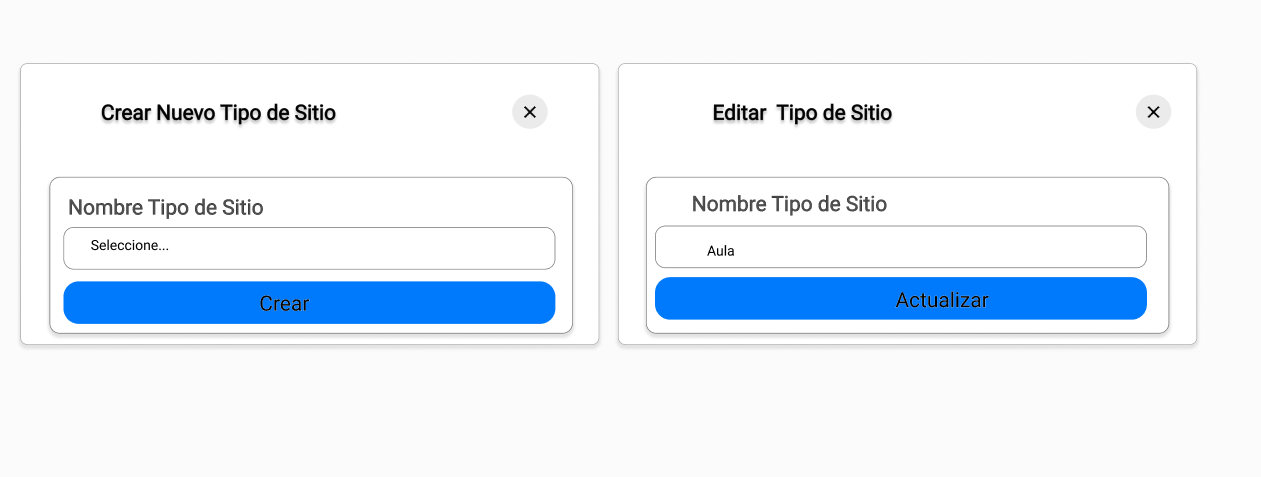 Crear Nuevo Tipo de Sitio
Nombre Tipo de Sitio
Seleccione...
Crear
Editar  Tipo de Sitio
Nombre Tipo de Sitio
Aula
Actualizar